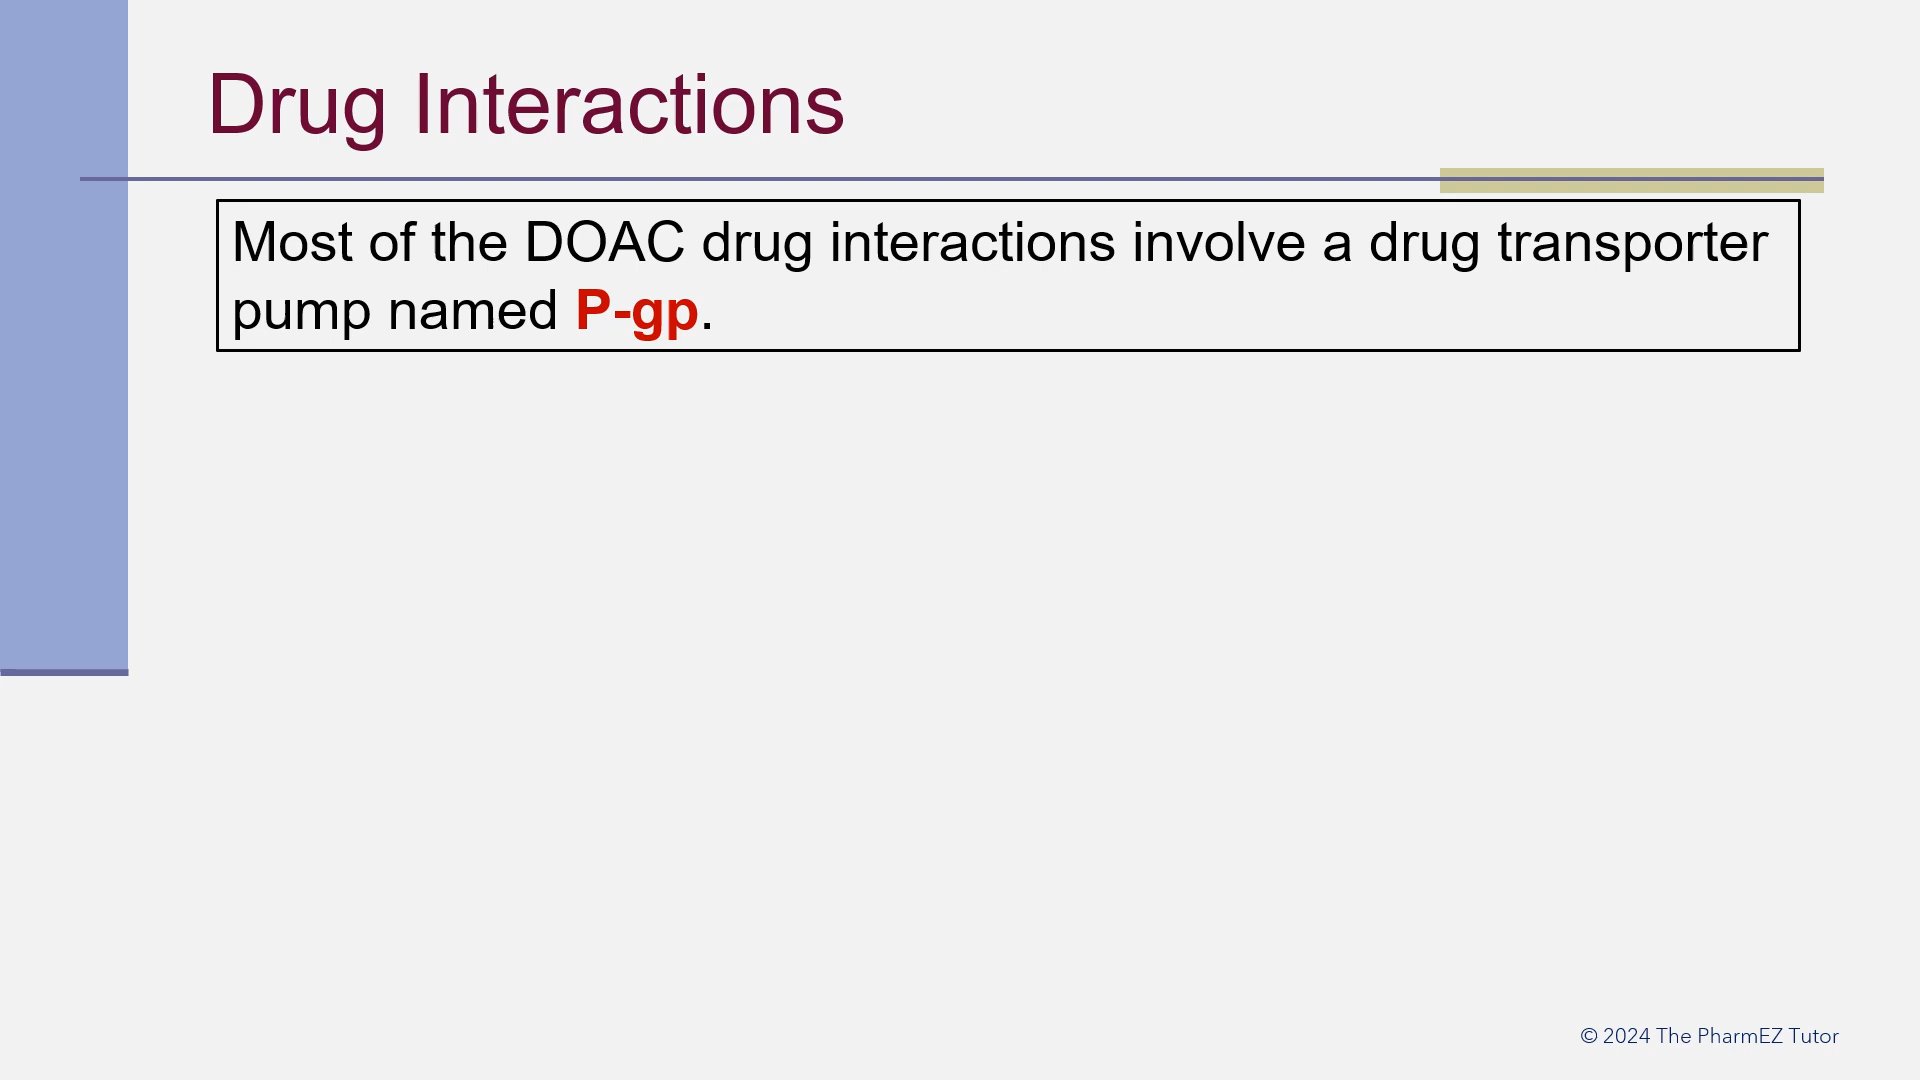 Drug Interactions
Most of the DOAC drug interactions involve a drug transporter
pump named P-gp.
© 2024 The PharmEZ Tutor